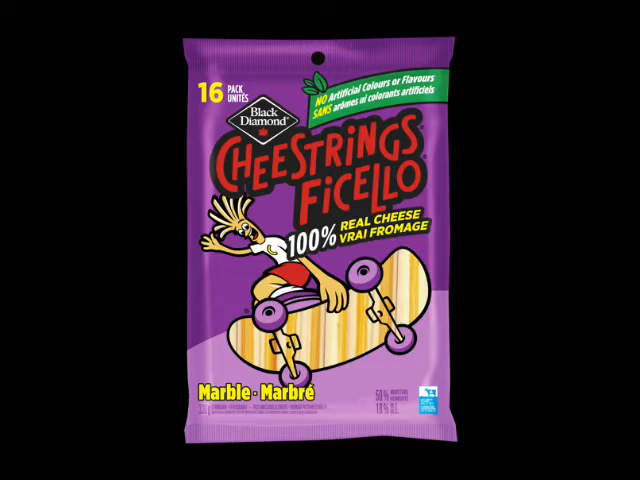 16 PACK
UNITÉS
Black
Diamond®
NO Artificial Colours or Flavours
SANS arômes ni colorants artificiels
CHEESTRINGS
FICELLO
100% REAL CHEESE
VRAI FROMAGE
Marble · Marbré
50%
18%